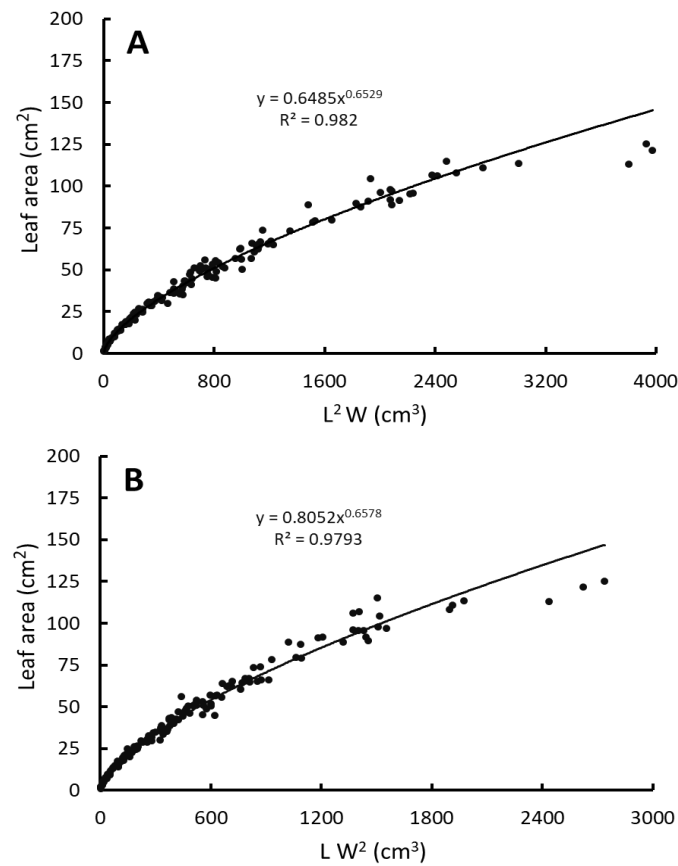 A
200
175
150
125
100
75
50
25
0
Leaf area (cm²)
y = 0.6485x^0.6529
R² = 0.982
0 800 1600 2400 3200 4000
L² W (cm³)
B
200
175
150
125
100
75
50
25
0
Leaf area (cm²)
y = 0.8052x^0.6578
R² = 0.9793
0 600 1200 1800 2400 3000
L W² (cm³)